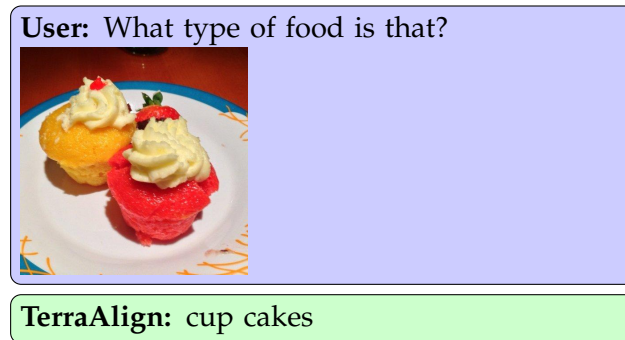 User: What type of food is that?
TerraAlign: cup cakes